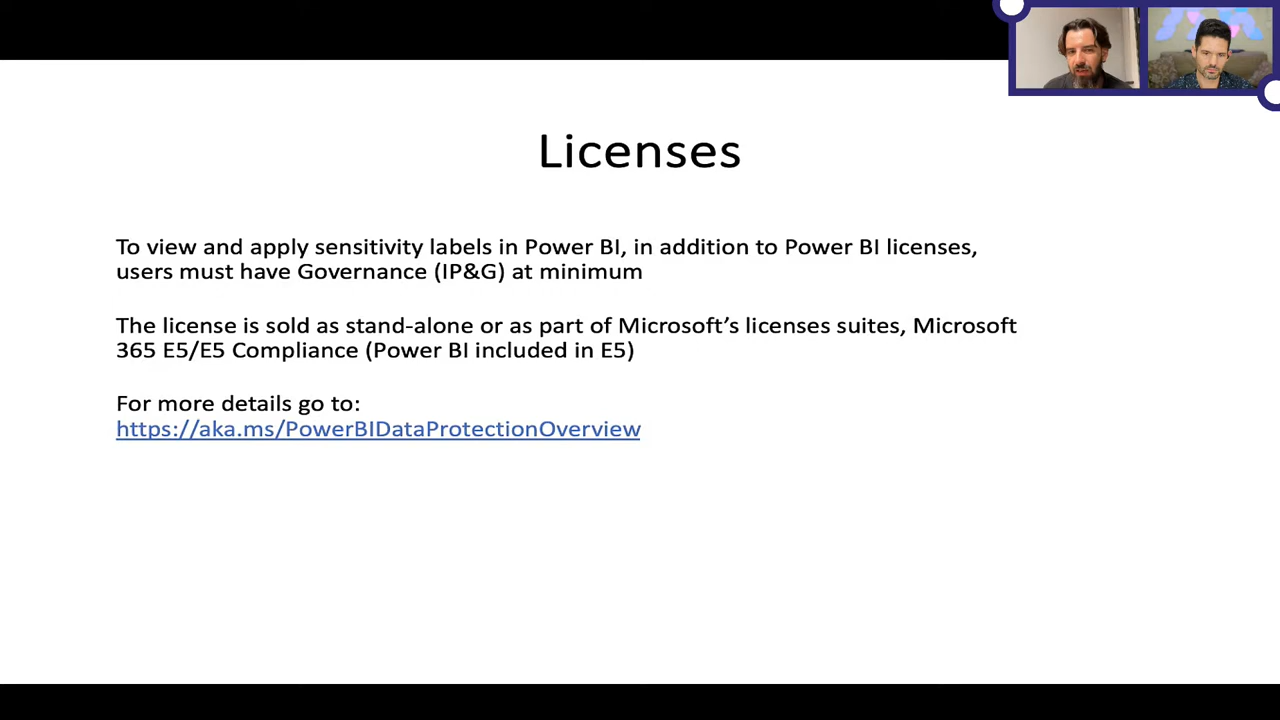 Licenses
To view and apply sensitivity labels in Power BI, in addition to Power BI licenses,
users must have Governance (IP&G) at minimum
The license is sold as stand-alone or as part of Microsoft’s licenses suites, Microsoft
365 E5/E5 Compliance (Power BI included in E5)
For more details go to:
https://aka.ms/PowerBIDataProtectionOverview